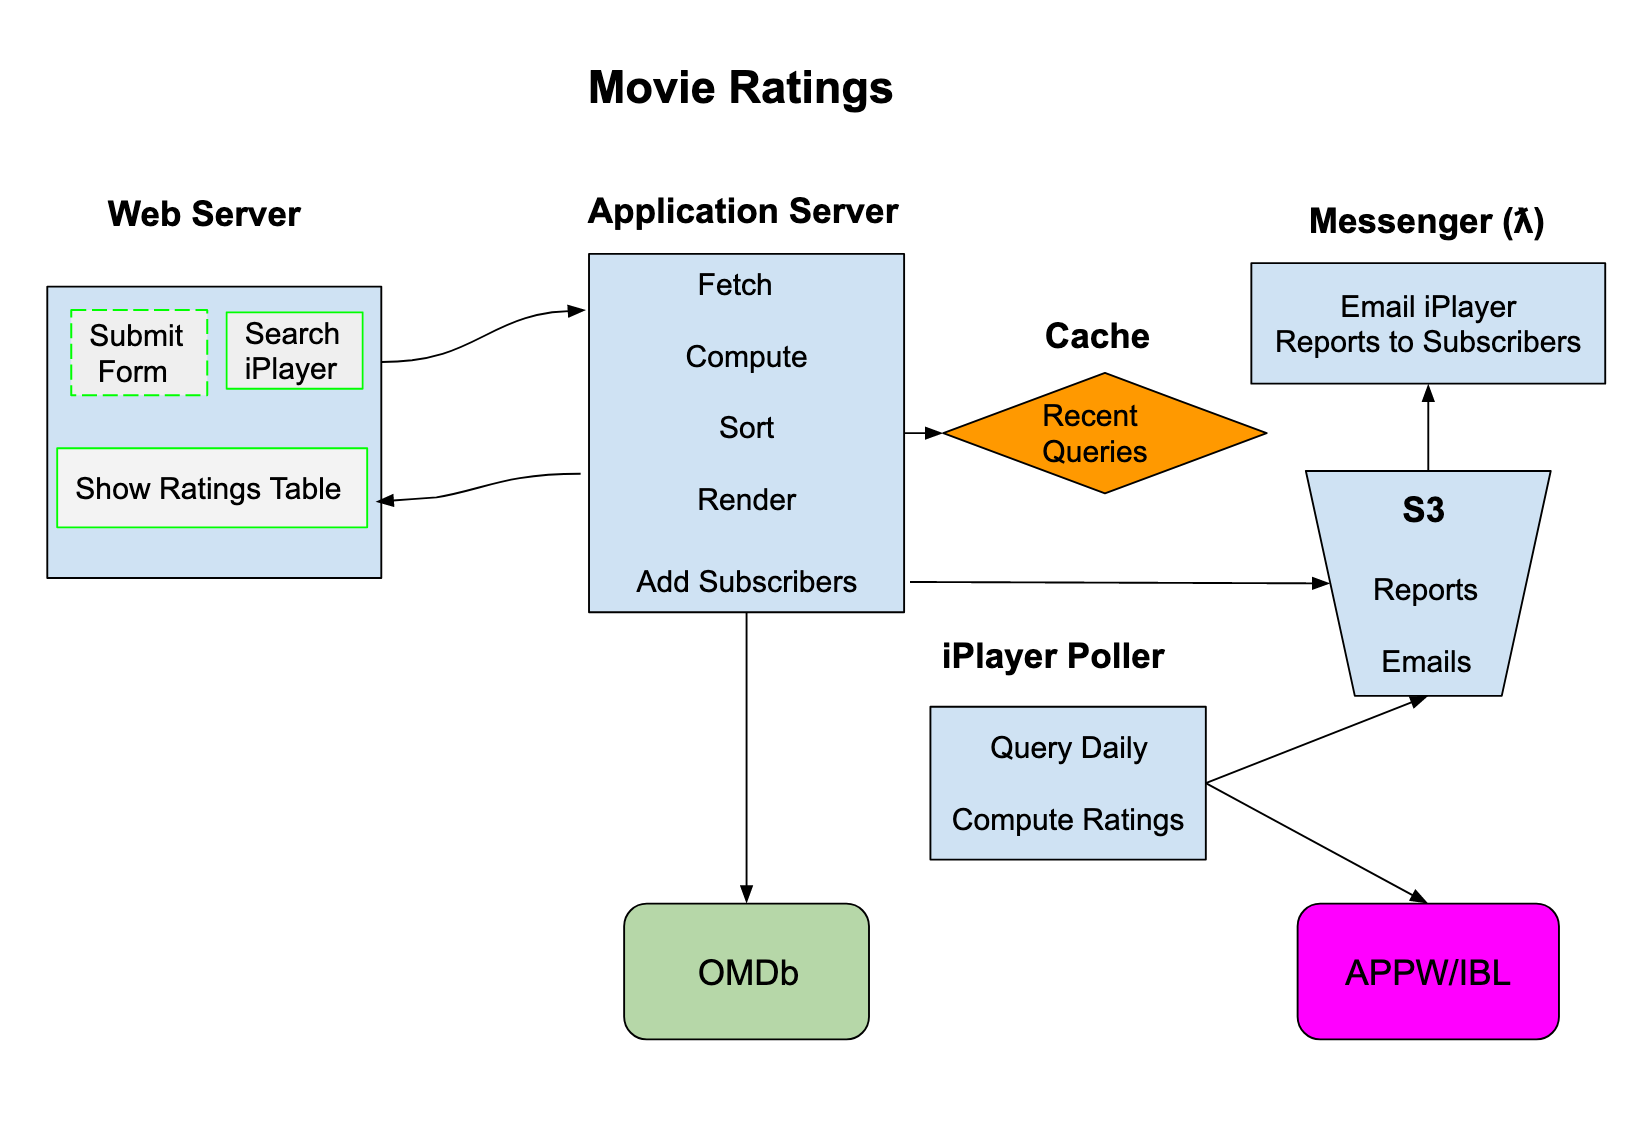 Movie Ratings
Web Server
Submit
Form
Search
iPlayer
Show Ratings Table
Application Server
Fetch
Compute
Sort
Render
Add Subscribers
Cache
Recent
Queries
Messenger (ƛ)
Email iPlayer
Reports to Subscribers
S3
Reports
Emails
iPlayer Poller
Query Daily
Compute Ratings
OMDb
APPW/IBL